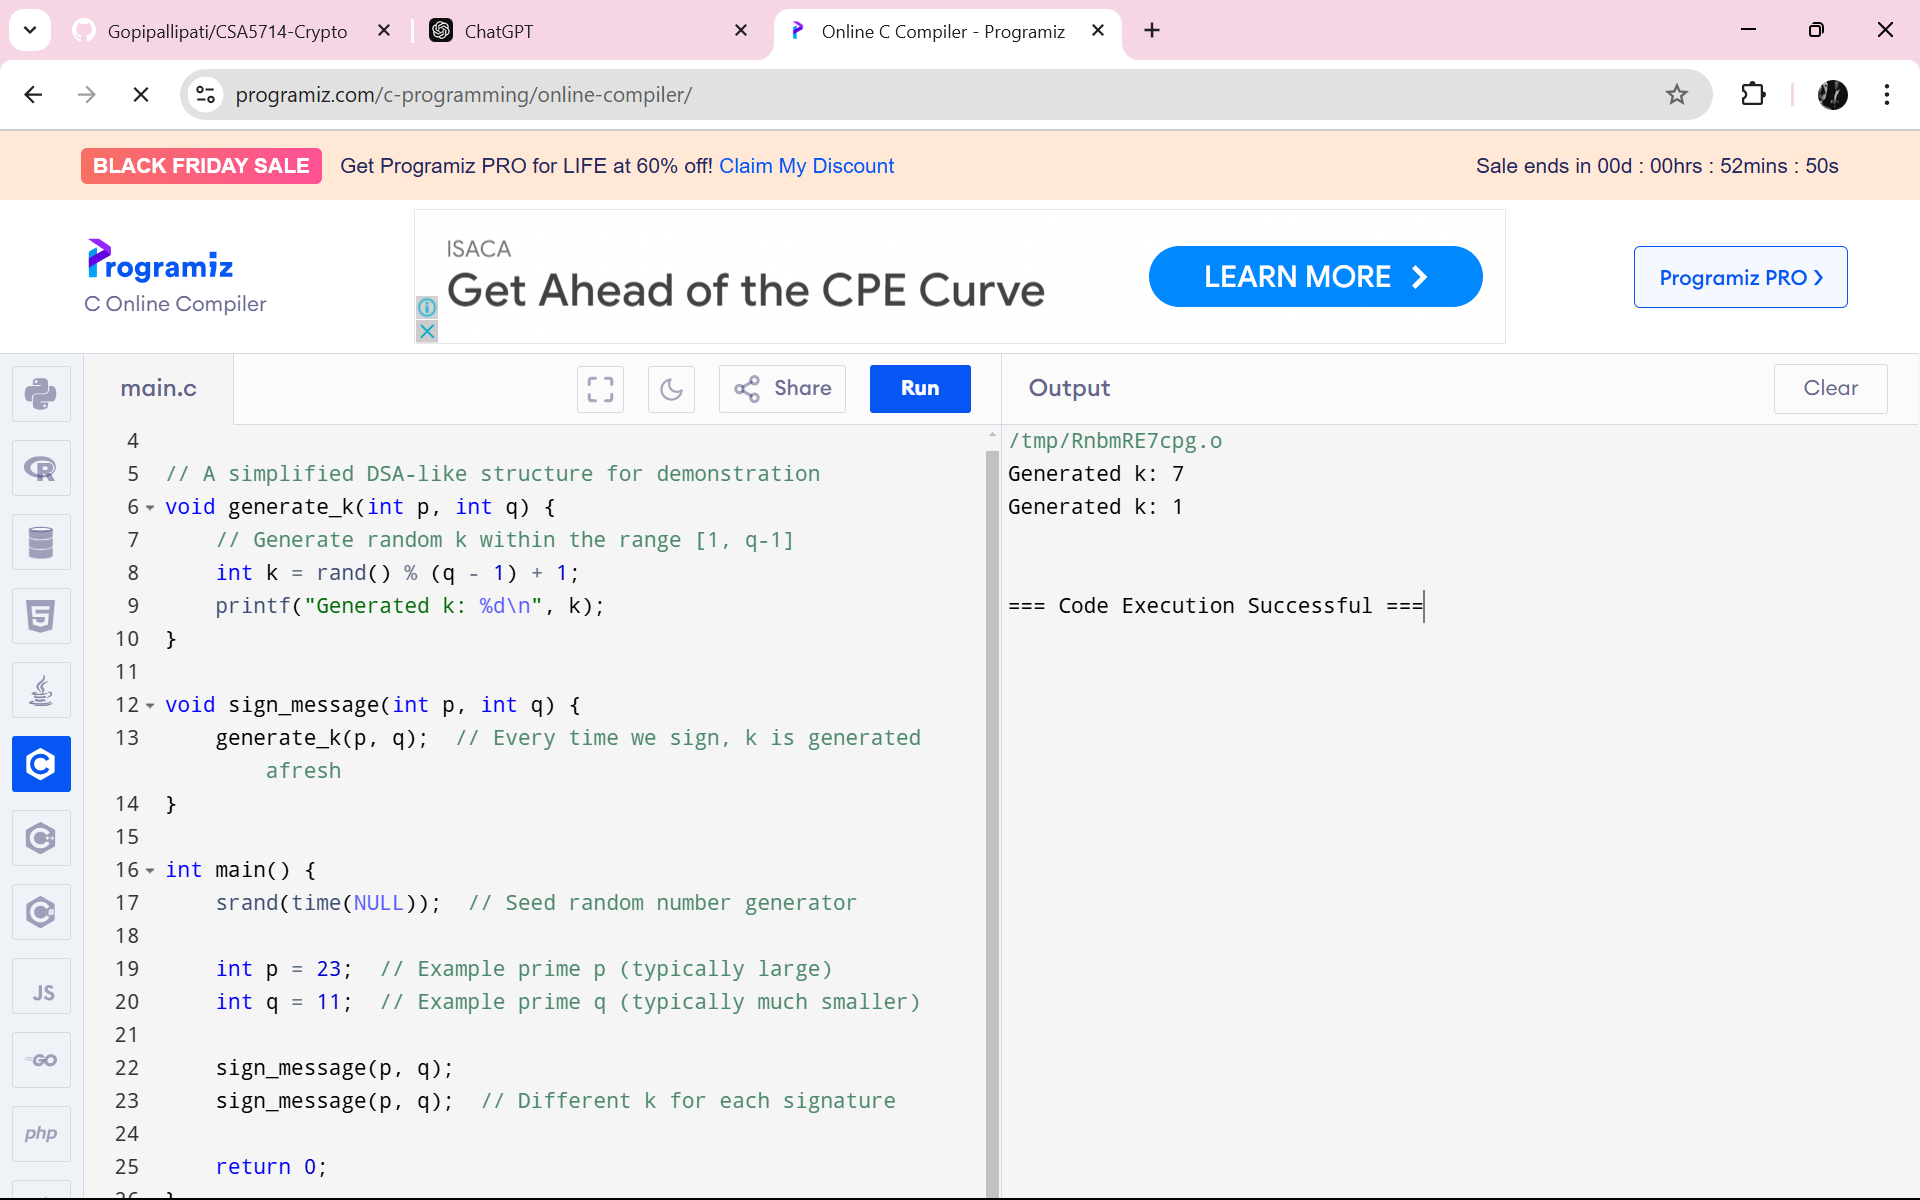 Gopipallipati/CSA5714-Crypto
ChatGPT
Online C Compiler - Programiz
programiz.com/c-programming/online-compiler/
BLACK FRIDAY SALE Get Programiz PRO for LIFE at 60% off! Claim My Discount
Sale ends in 00d : 00hrs : 52mins : 50s
Programiz
C Online Compiler
ISACA
Get Ahead of the CPE Curve
LEARN MORE
Programiz PRO
main.c
Share
Run
Output
Clear
4
5 // A simplified DSA-like structure for demonstration
6 void generate_k(int p, int q) {
7 // Generate random k within the range [1, q-1]
8 int k = rand() % (q - 1) + 1;
9 printf("Generated k: %d\n", k);
10 }
11
12 void sign_message(int p, int q) {
13 generate_k(p, q);  // Every time we sign, k is generated
afresh
14 }
15
16 int main() {
17 srand(time(NULL));  // Seed random number generator
18
19 int p = 23;  // Example prime p (typically large)
20 int q = 11;  // Example prime q (typically much smaller)
21
22 sign_message(p, q);
23 sign_message(p, q);  // Different k for each signature
24
25 return 0;
26 }
/tmp/RnbmRE7cpg.o
Generated k: 7
Generated k: 1
=== Code Execution Successful ===
R
5
C
C
C#
JS
GO
php